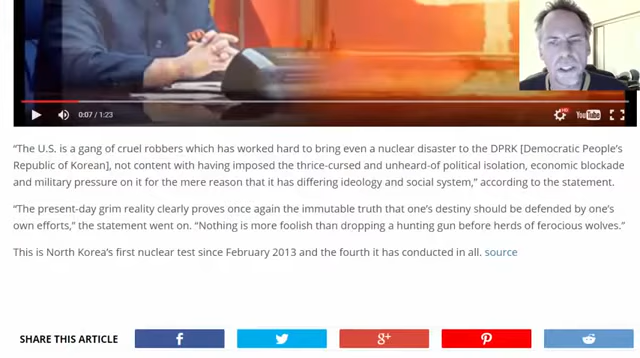 0:07 / 1:23
HD
YouTube
“The U.S. is a gang of cruel robbers which has worked hard to bring even a nuclear disaster to the DPRK [Democratic People’s
Republic of Korean], not content with having imposed the thrice-cursed and unheard-of political isolation, economic blockade
and military pressure on it for the mere reason that it has differing ideology and social system,” according to the statement.
“The present-day grim reality clearly proves once again the immutable truth that one’s destiny should be defended by one’s
own efforts,” the statement went on. “Nothing is more foolish than dropping a hunting gun before herds of ferocious wolves.”
This is North Korea’s first nuclear test since February 2013 and the fourth it has conducted in all. source
SHARE THIS ARTICLE